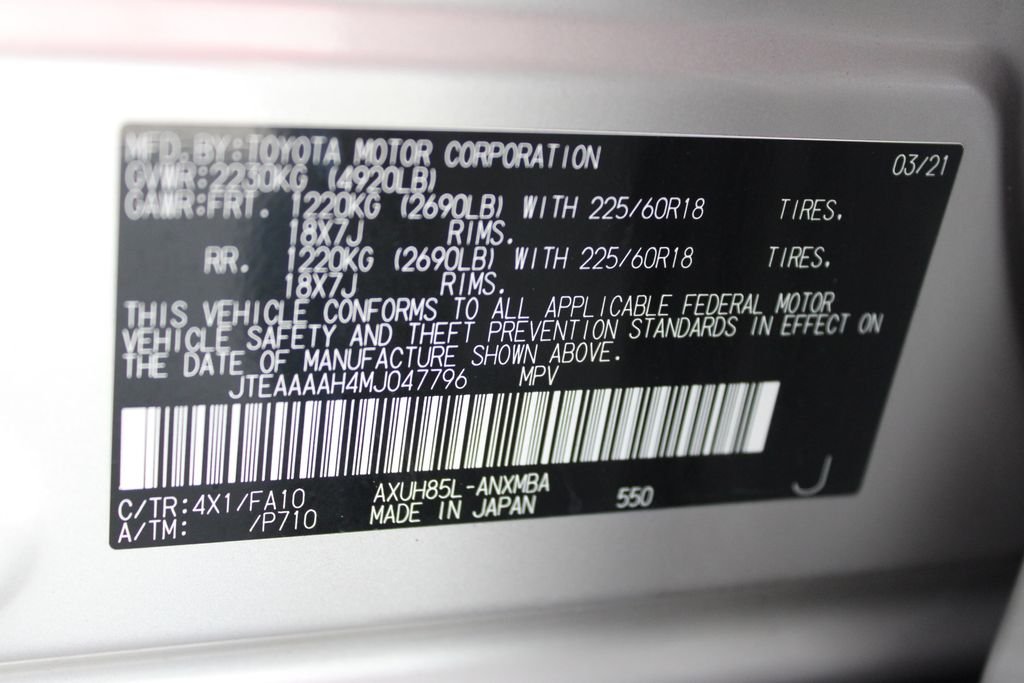 MFD. BY: TOYOTA MOTOR CORPORATION 03/21
GVWR: 2230KG (4920LB)
GAWR: FRT. 1220KG (2690LB) WITH 225/60R18 TIRES.
18X7J RIMS.
RR. 1220KG (2690LB) WITH 225/60R18 TIRES.
18X7J RIMS.
THIS VEHICLE CONFORMS TO ALL APPLICABLE FEDERAL MOTOR
VEHICLE SAFETY AND THEFT PREVENTION STANDARDS IN EFFECT ON
THE DATE OF MANUFACTURE SHOWN ABOVE.
JTEAAAAH4MJ047796 MPV
C/TR: 4X1/FA10 AXUH85L-ANXMBA 550 J
A/TM: /P710 MADE IN JAPAN